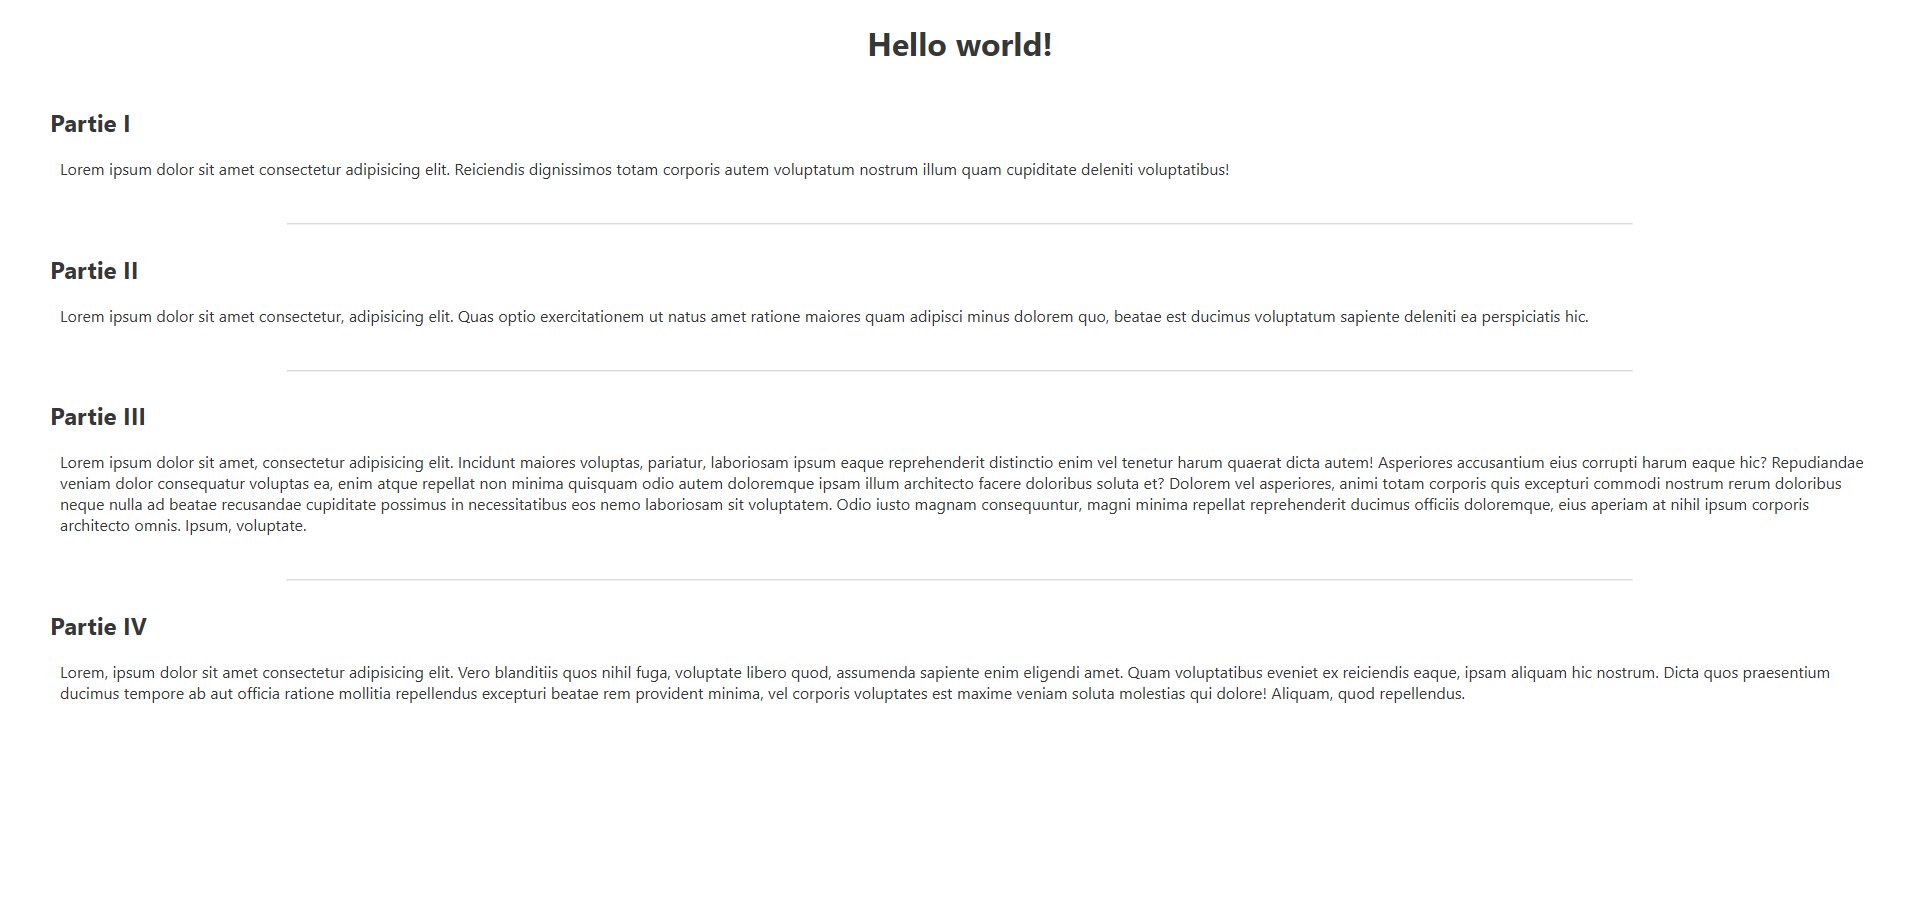 Hello world!
Partie I
Lorem ipsum dolor sit amet consectetur adipisicing elit. Reiciendis dignissimos totam corporis autem voluptatum nostrum illum quam cupiditate deleniti voluptatibus!
Partie II
Lorem ipsum dolor sit amet consectetur, adipisicing elit. Quas optio exercitationem ut natus amet ratione maiores quam adipisci minus dolorem quo, beatae est ducimus voluptatum sapiente deleniti ea perspiciatis hic.
Partie III
Lorem ipsum dolor sit amet, consectetur adipisicing elit. Incidunt maiores voluptas, pariatur, laboriosam ipsum eaque reprehenderit distinctio enim vel tenetur harum quaerat dicta autem! Asperiores accusantium eius corrupti harum eaque hic? Repudiandae
veniam dolor consequatur voluptas ea, enim atque repellat non minima quisquam odio autem doloremque ipsam illum architecto facere doloribus soluta et? Dolorem vel asperiores, animi totam corporis quis excepturi commodi nostrum rerum doloribus
neque nulla ad beatae recusandae cupiditate possimus in necessitatibus eos nemo laboriosam sit voluptatem. Odio iusto magnam consequuntur, magni minima repellat reprehenderit ducimus officiis doloremque, eius aperiam at nihil ipsum corporis
architecto omnis. Ipsum, voluptate.
Partie IV
Lorem, ipsum dolor sit amet consectetur adipisicing elit. Vero blanditiis quos nihil fuga, voluptate libero quod, assumenda sapiente enim eligendi amet. Quam voluptatibus eveniet ex reiciendis eaque, ipsam aliquam hic nostrum. Dicta quos praesentium
ducimus tempore ab aut officia ratione mollitia repellendus excepturi beatae rem provident minima, vel corporis voluptates est maxime veniam soluta molestias qui dolore! Aliquam, quod repellendus.